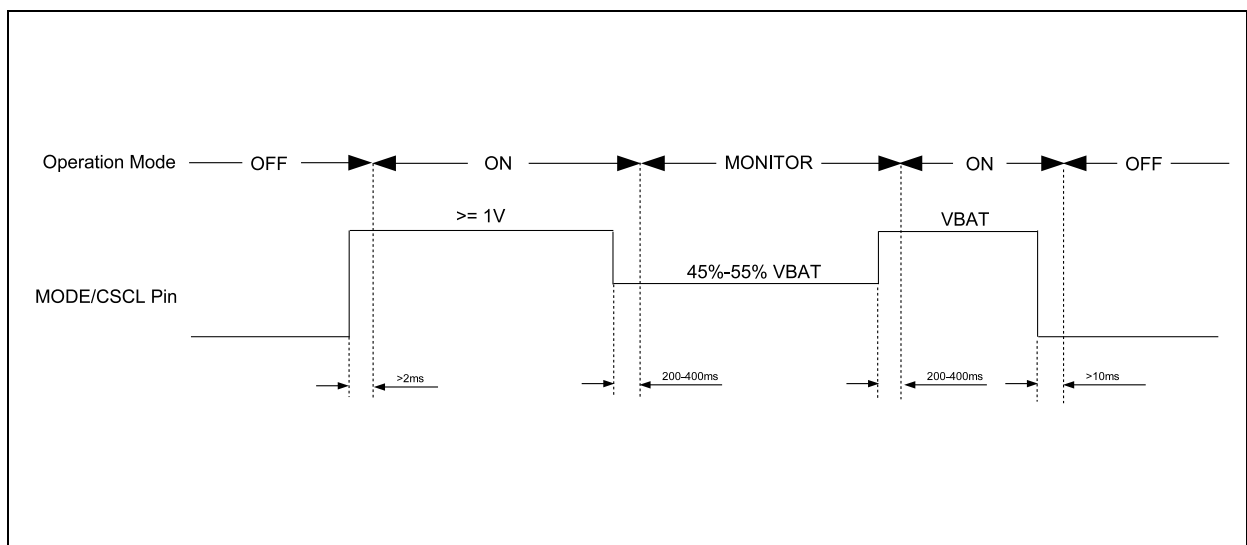 Operation Mode OFF ON MONITOR ON OFF
>= 1V VBAT
45%-55% VBAT
MODE/CSCL Pin
>2ms 200-400ms 200-400ms >10ms